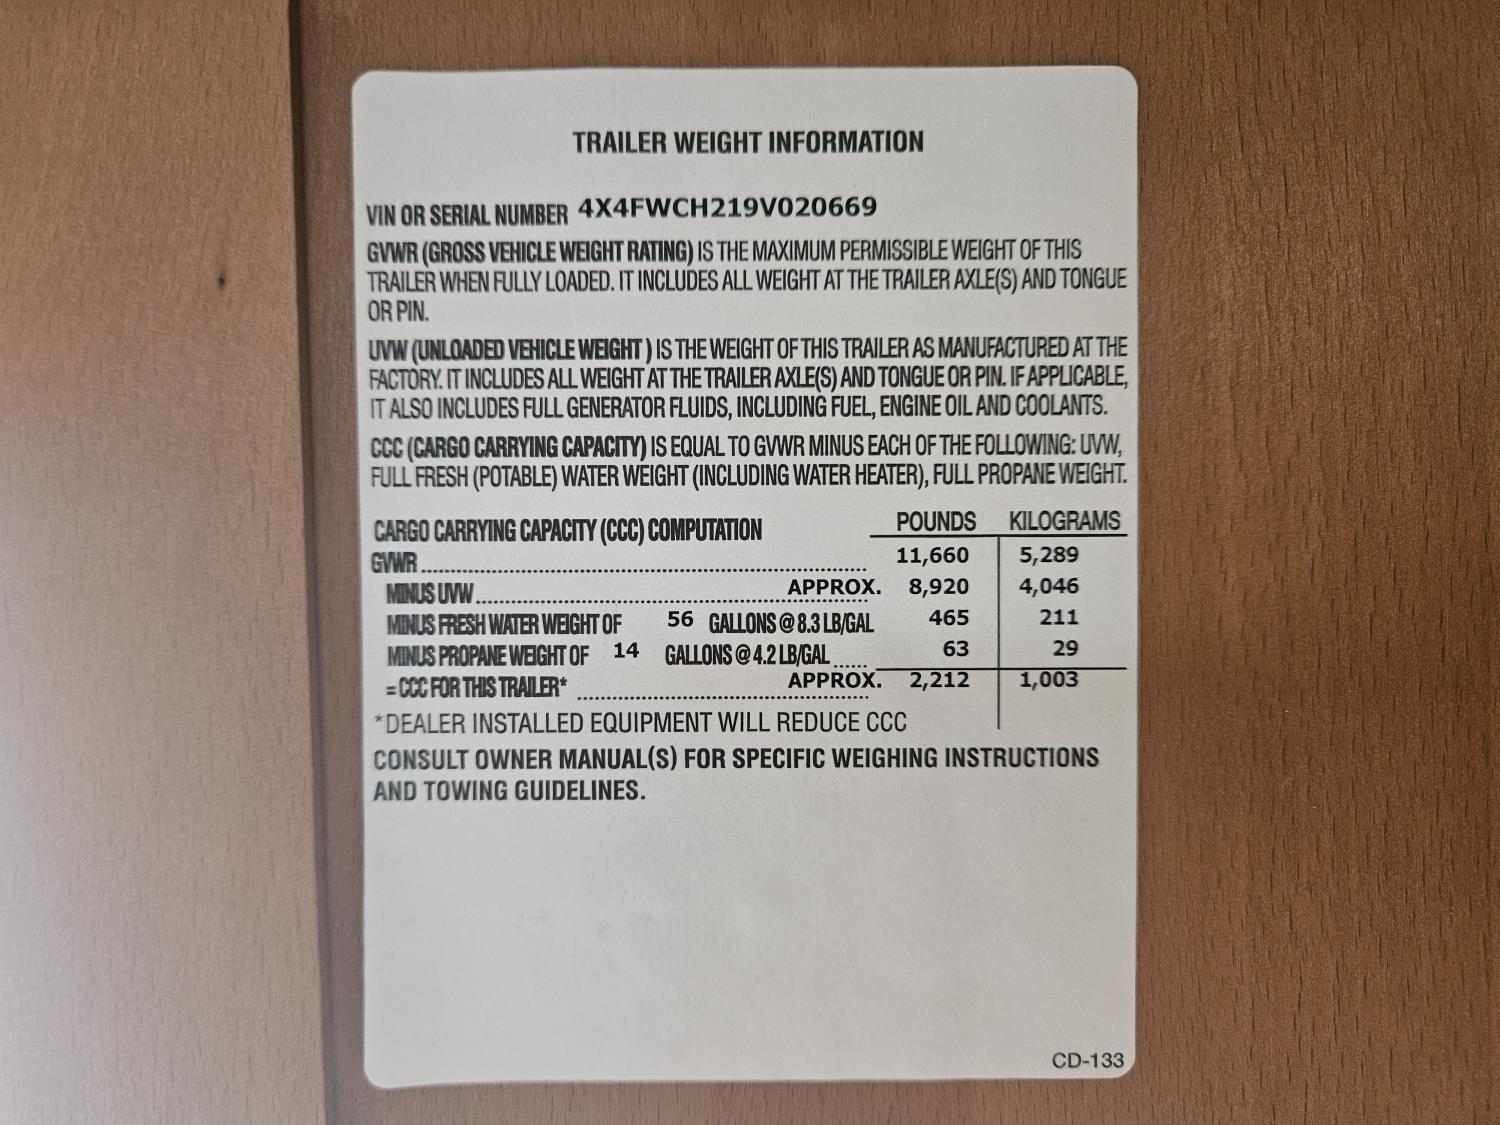 TRAILER WEIGHT INFORMATION
VIN OR SERIAL NUMBER 4X4FWCH219V020669
GVWR (GROSS VEHICLE WEIGHT RATING) IS THE MAXIMUM PERMISSIBLE WEIGHT OF THIS
TRAILER WHEN FULLY LOADED. IT INCLUDES ALL WEIGHT AT THE TRAILER AXLE(S) AND TONGUE
OR PIN.
UVW (UNLOADED VEHICLE WEIGHT ) IS THE WEIGHT OF THIS TRAILER AS MANUFACTURED AT THE
FACTORY. IT INCLUDES ALL WEIGHT AT THE TRAILER AXLE(S) AND TONGUE OR PIN. IF APPLICABLE,
IT ALSO INCLUDES FULL GENERATOR FLUIDS, INCLUDING FUEL, ENGINE OIL AND COOLANTS.
CCC (CARGO CARRYING CAPACITY) IS EQUAL TO GVWR MINUS EACH OF THE FOLLOWING: UVW,
FULL FRESH (POTABLE) WATER WEIGHT (INCLUDING WATER HEATER), FULL PROPANE WEIGHT.
CARGO CARRYING CAPACITY (CCC) COMPUTATION POUNDS KILOGRAMS
GVWR 11,660 5,289
MINUS UVW APPROX. 8,920 4,046
MINUS FRESH WATER WEIGHT OF 56 GALLONS @ 8.3 LB/GAL 465 211
MINUS PROPANE WEIGHT OF 14 GALLONS @ 4.2 LB/GAL 63 29
= CCC FOR THIS TRAILER* APPROX. 2,212 1,003
*DEALER INSTALLED EQUIPMENT WILL REDUCE CCC
CONSULT OWNER MANUAL(S) FOR SPECIFIC WEIGHING INSTRUCTIONS
AND TOWING GUIDELINES.
CD-133